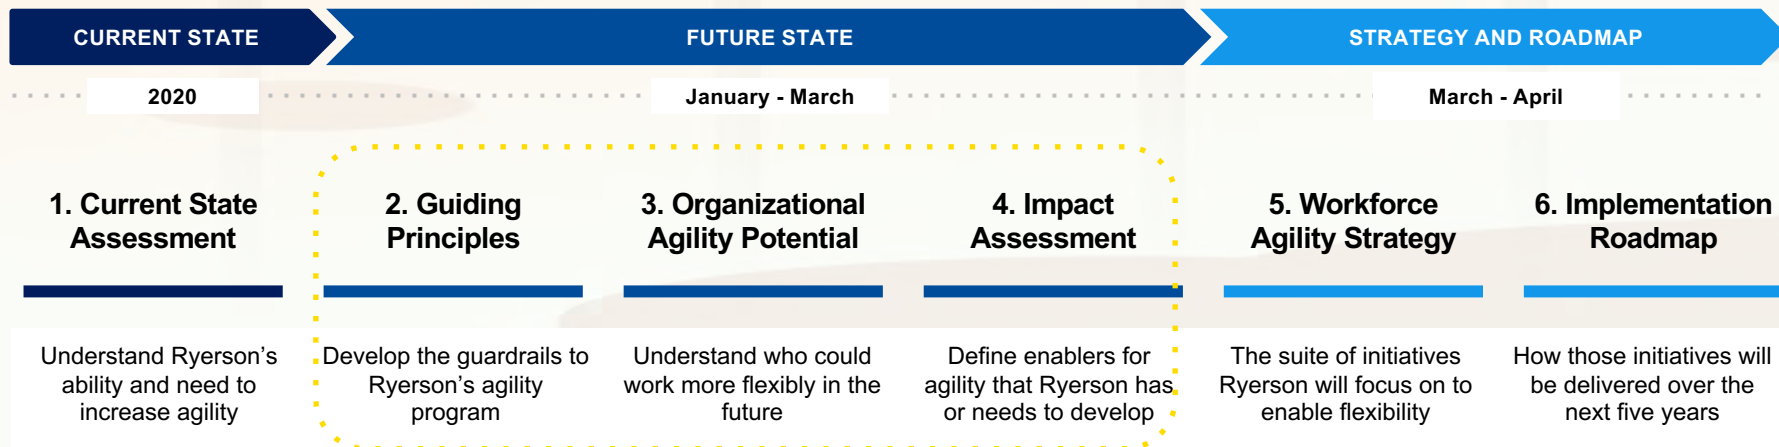 CURRENT STATE
FUTURE STATE
STRATEGY AND ROADMAP
2020
January - March
March - April
1. Current State
Assessment
2. Guiding
Principles
3. Organizational
Agility Potential
4. Impact
Assessment
5. Workforce
Agility Strategy
6. Implementation
Roadmap
Understand Ryerson’s
ability and need to
increase agility
Develop the guardrails to
Ryerson’s agility
program
Understand who could
work more flexibly in the
future
Define enablers for
agility that Ryerson has
or needs to develop
The suite of initiatives
Ryerson will focus on to
enable flexibility
How those initiatives will
be delivered over the
next five years